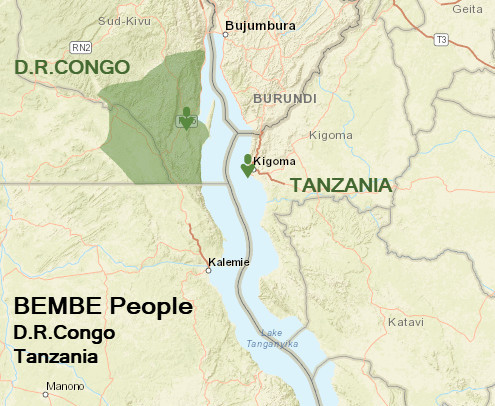 Sud-Kivu
Bujumbura
Geita
RN2
T3
D.R.CONGO
BURUNDI
Kigoma
Kigoma
TANZANIA
Kalemie
BEMBE People
D.R.Congo
Tanzania
Lake
Tanganyika
Katavi
Manono